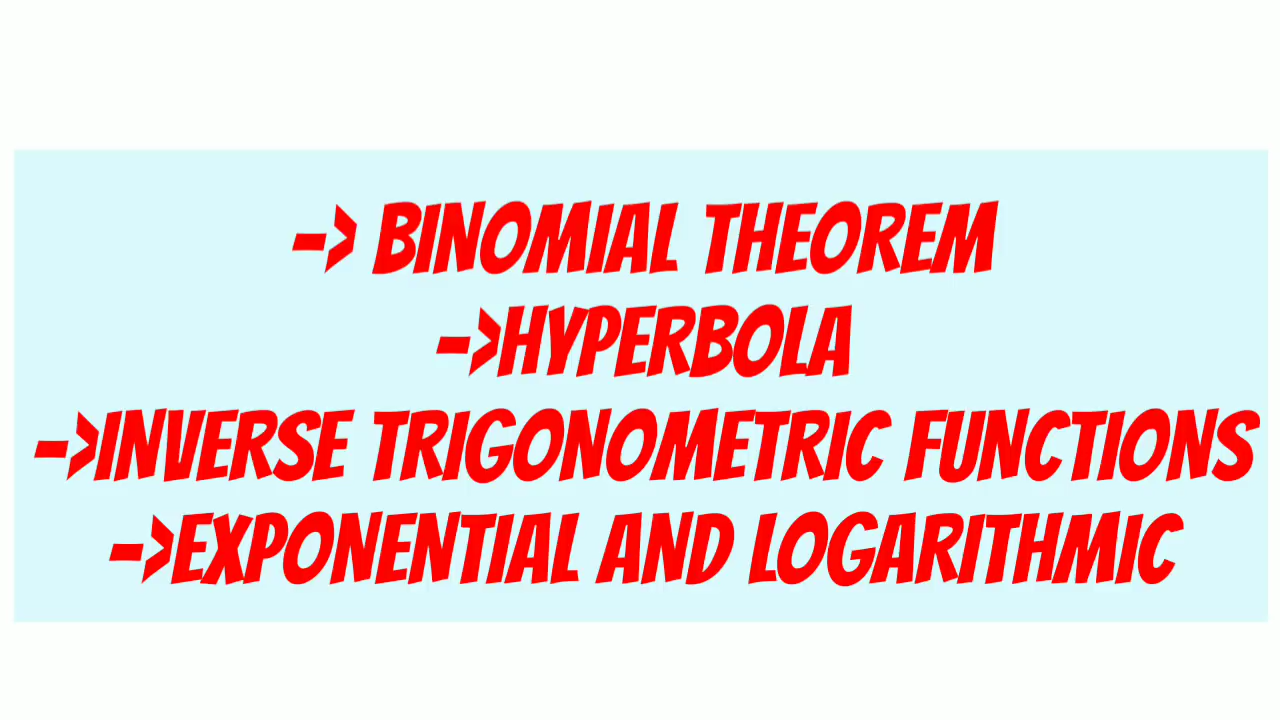 -> BINOMIAL THEOREM
->HYPERBOLA
->INVERSE TRIGONOMETRIC FUNCTIONS
->EXPONENTIAL AND LOGARITHMIC